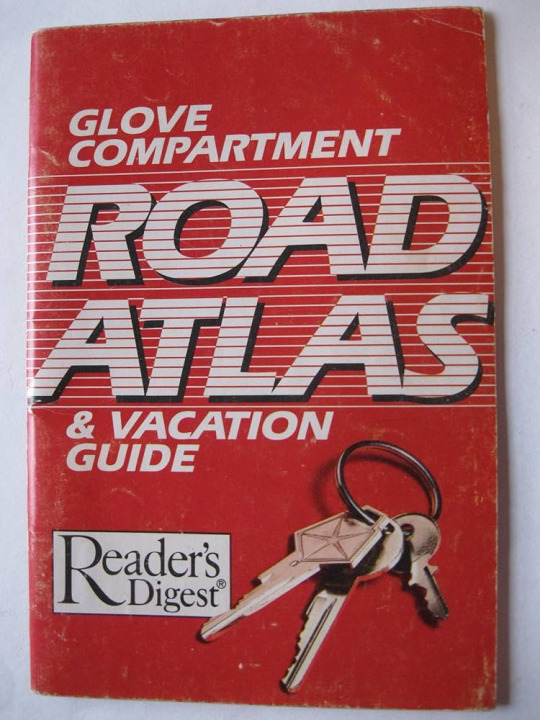 GLOVE
COMPARTMENT
ROAD
ATLAS
& VACATION
GUIDE
Reader's
Digest®